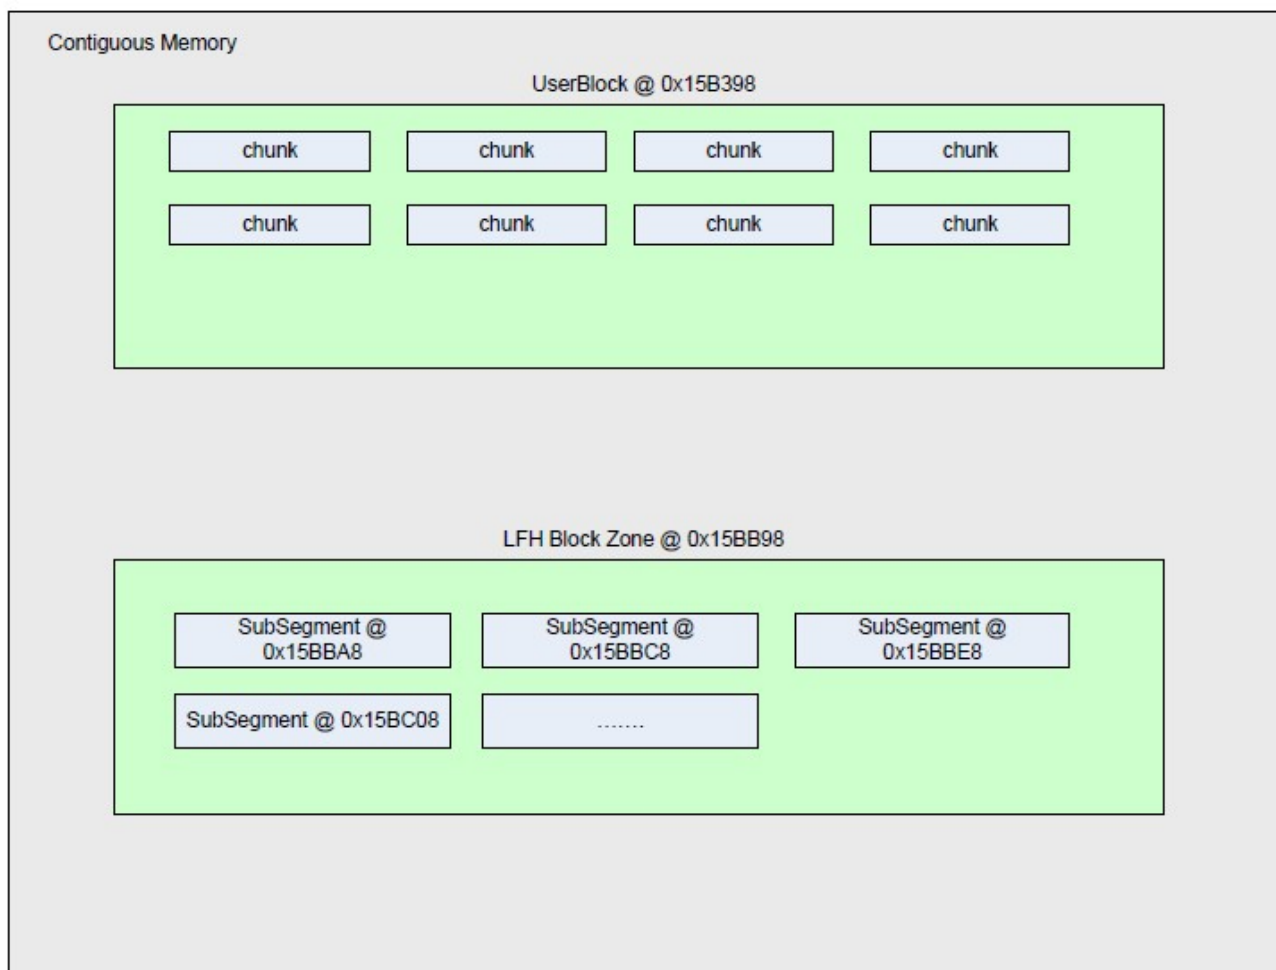 Contiguous Memory
UserBlock @ 0x15B398
chunk chunk chunk chunk
chunk chunk chunk chunk
LFH Block Zone @ 0x15BB98
SubSegment @
0x15BBA8
SubSegment @
0x15BBC8
SubSegment @
0x15BBE8
SubSegment @ 0x15BC08
.......